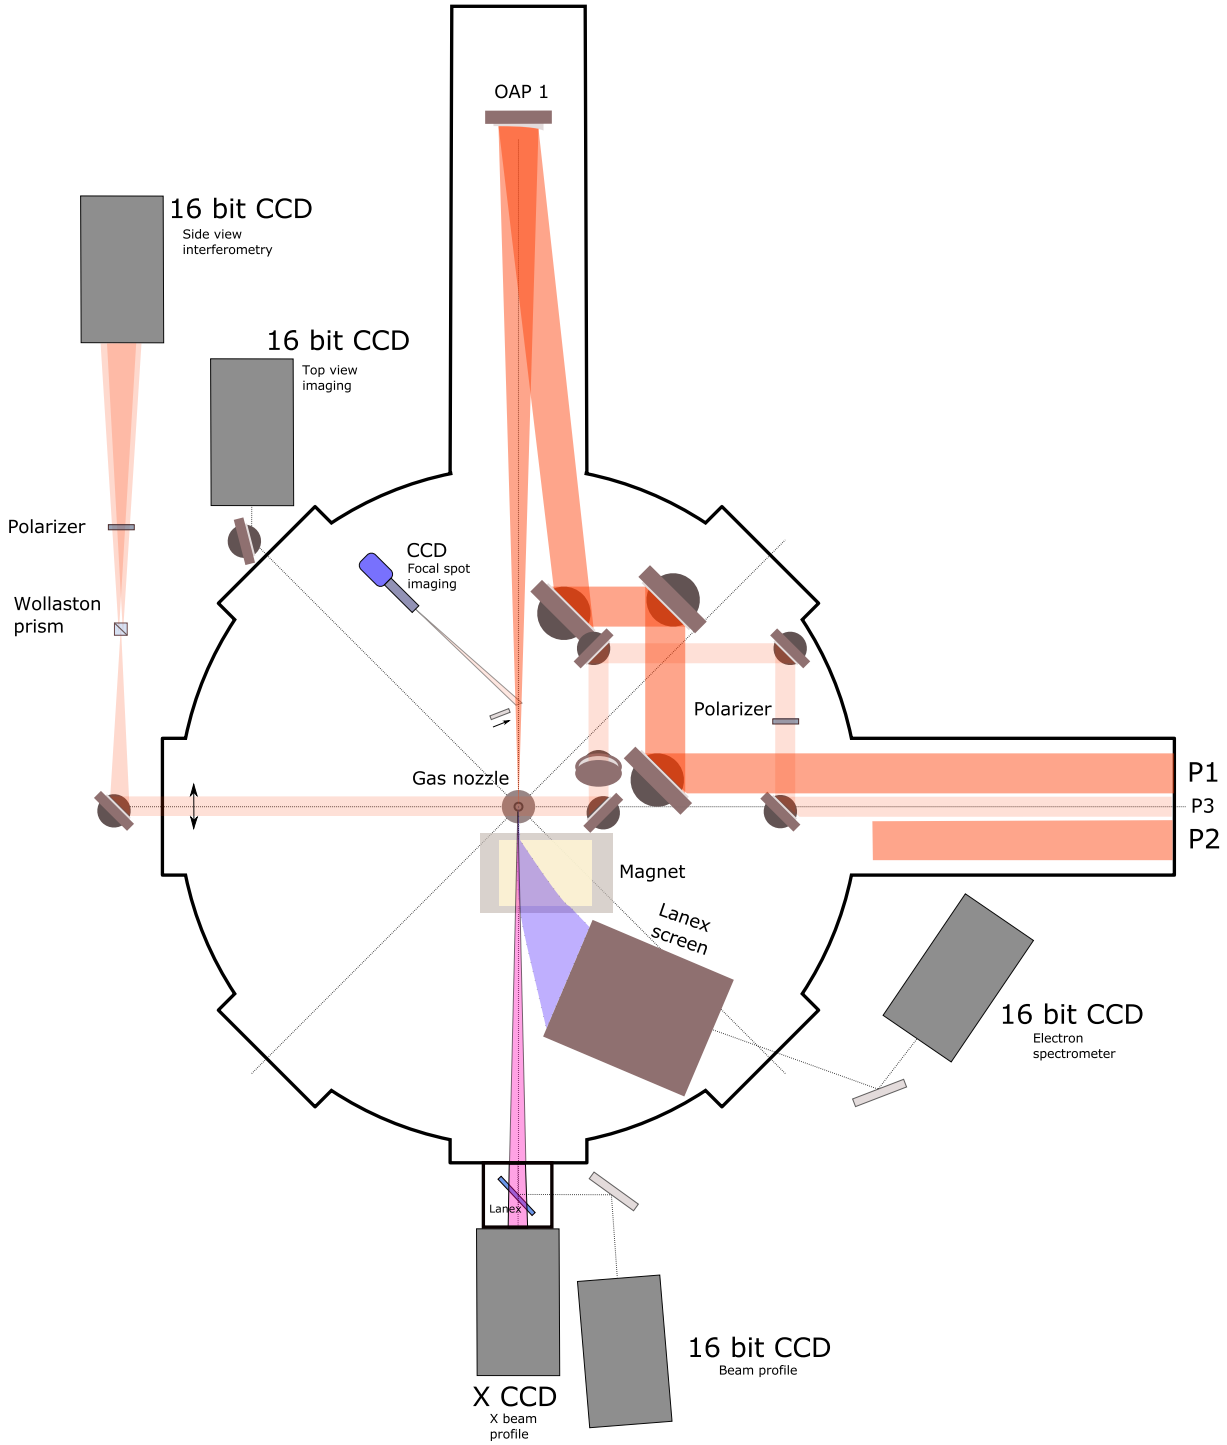 OAP 1
16 bit CCD
Side view
interferometry
16 bit CCD
Top view
imaging
Polarizer
CCD
Focal spot
imaging
Wollaston
prism
Polarizer
Gas nozzle
P1
P3
P2
Magnet
Lanex
screen
16 bit CCD
Electron
spectrometer
Lanex
16 bit CCD
Beam profile
X CCD
X beam
profile